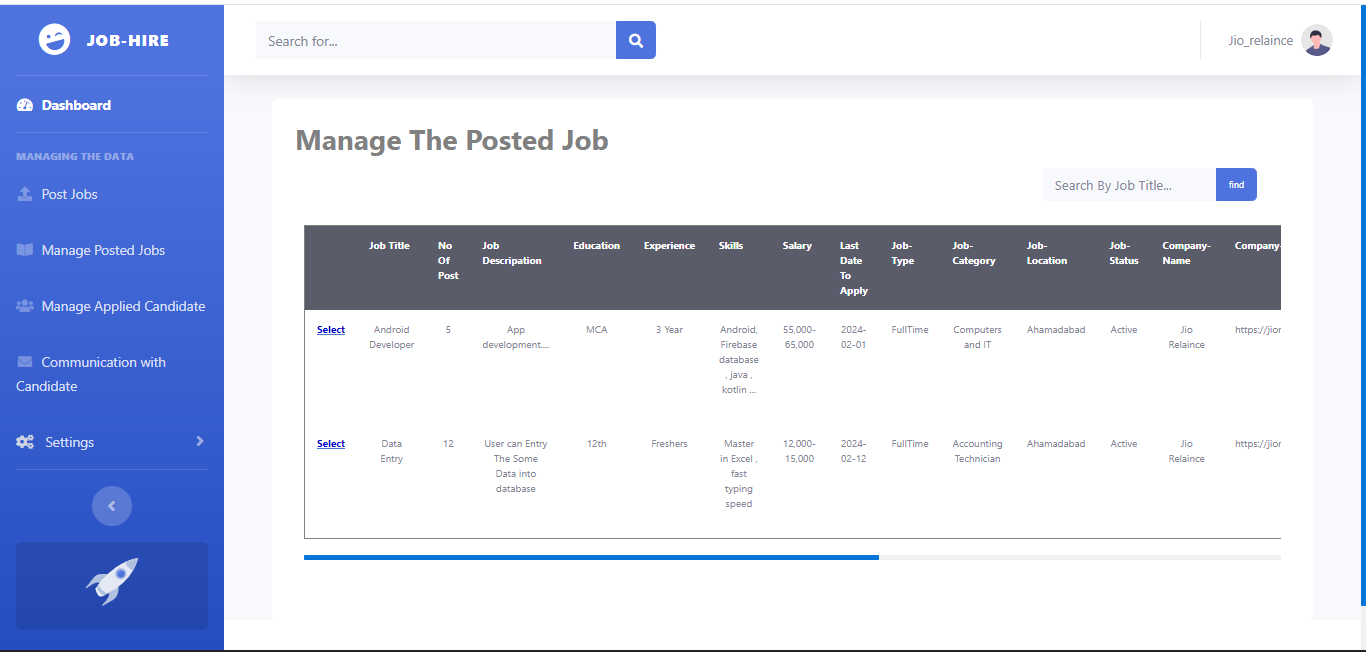 JOB-HIRE
Search for...
Jio_relaince
Dashboard
MANAGING THE DATA
Post Jobs
Manage Posted Jobs
Manage Applied Candidate
Communication with
Candidate
Settings
Manage The Posted Job
Search By Job Title...
find
Job Title
No
Of
Post
Job
Descripation
Education
Experience
Skills
Salary
Last
Date
To
Apply
Job-
Type
Job-
Category
Job-
Location
Job-
Status
Company-
Name
Company-
Select
Android
Developer
5
App
development....
MCA
3 Year
Android,
Firebase
database
, java ,
kotlin ...
55,000-
65,000
2024-
02-01
FullTime
Computers
and IT
Ahamadabad
Active
Jio
Relaince
https://jior
Select
Data
Entry
12
User can Entry
The Some
Data into
database
12th
Freshers
Master
in Excel ,
fast
typing
speed
12,000-
15,000
2024-
02-12
FullTime
Accounting
Technician
Ahamadabad
Active
Jio
Relaince
https://jior